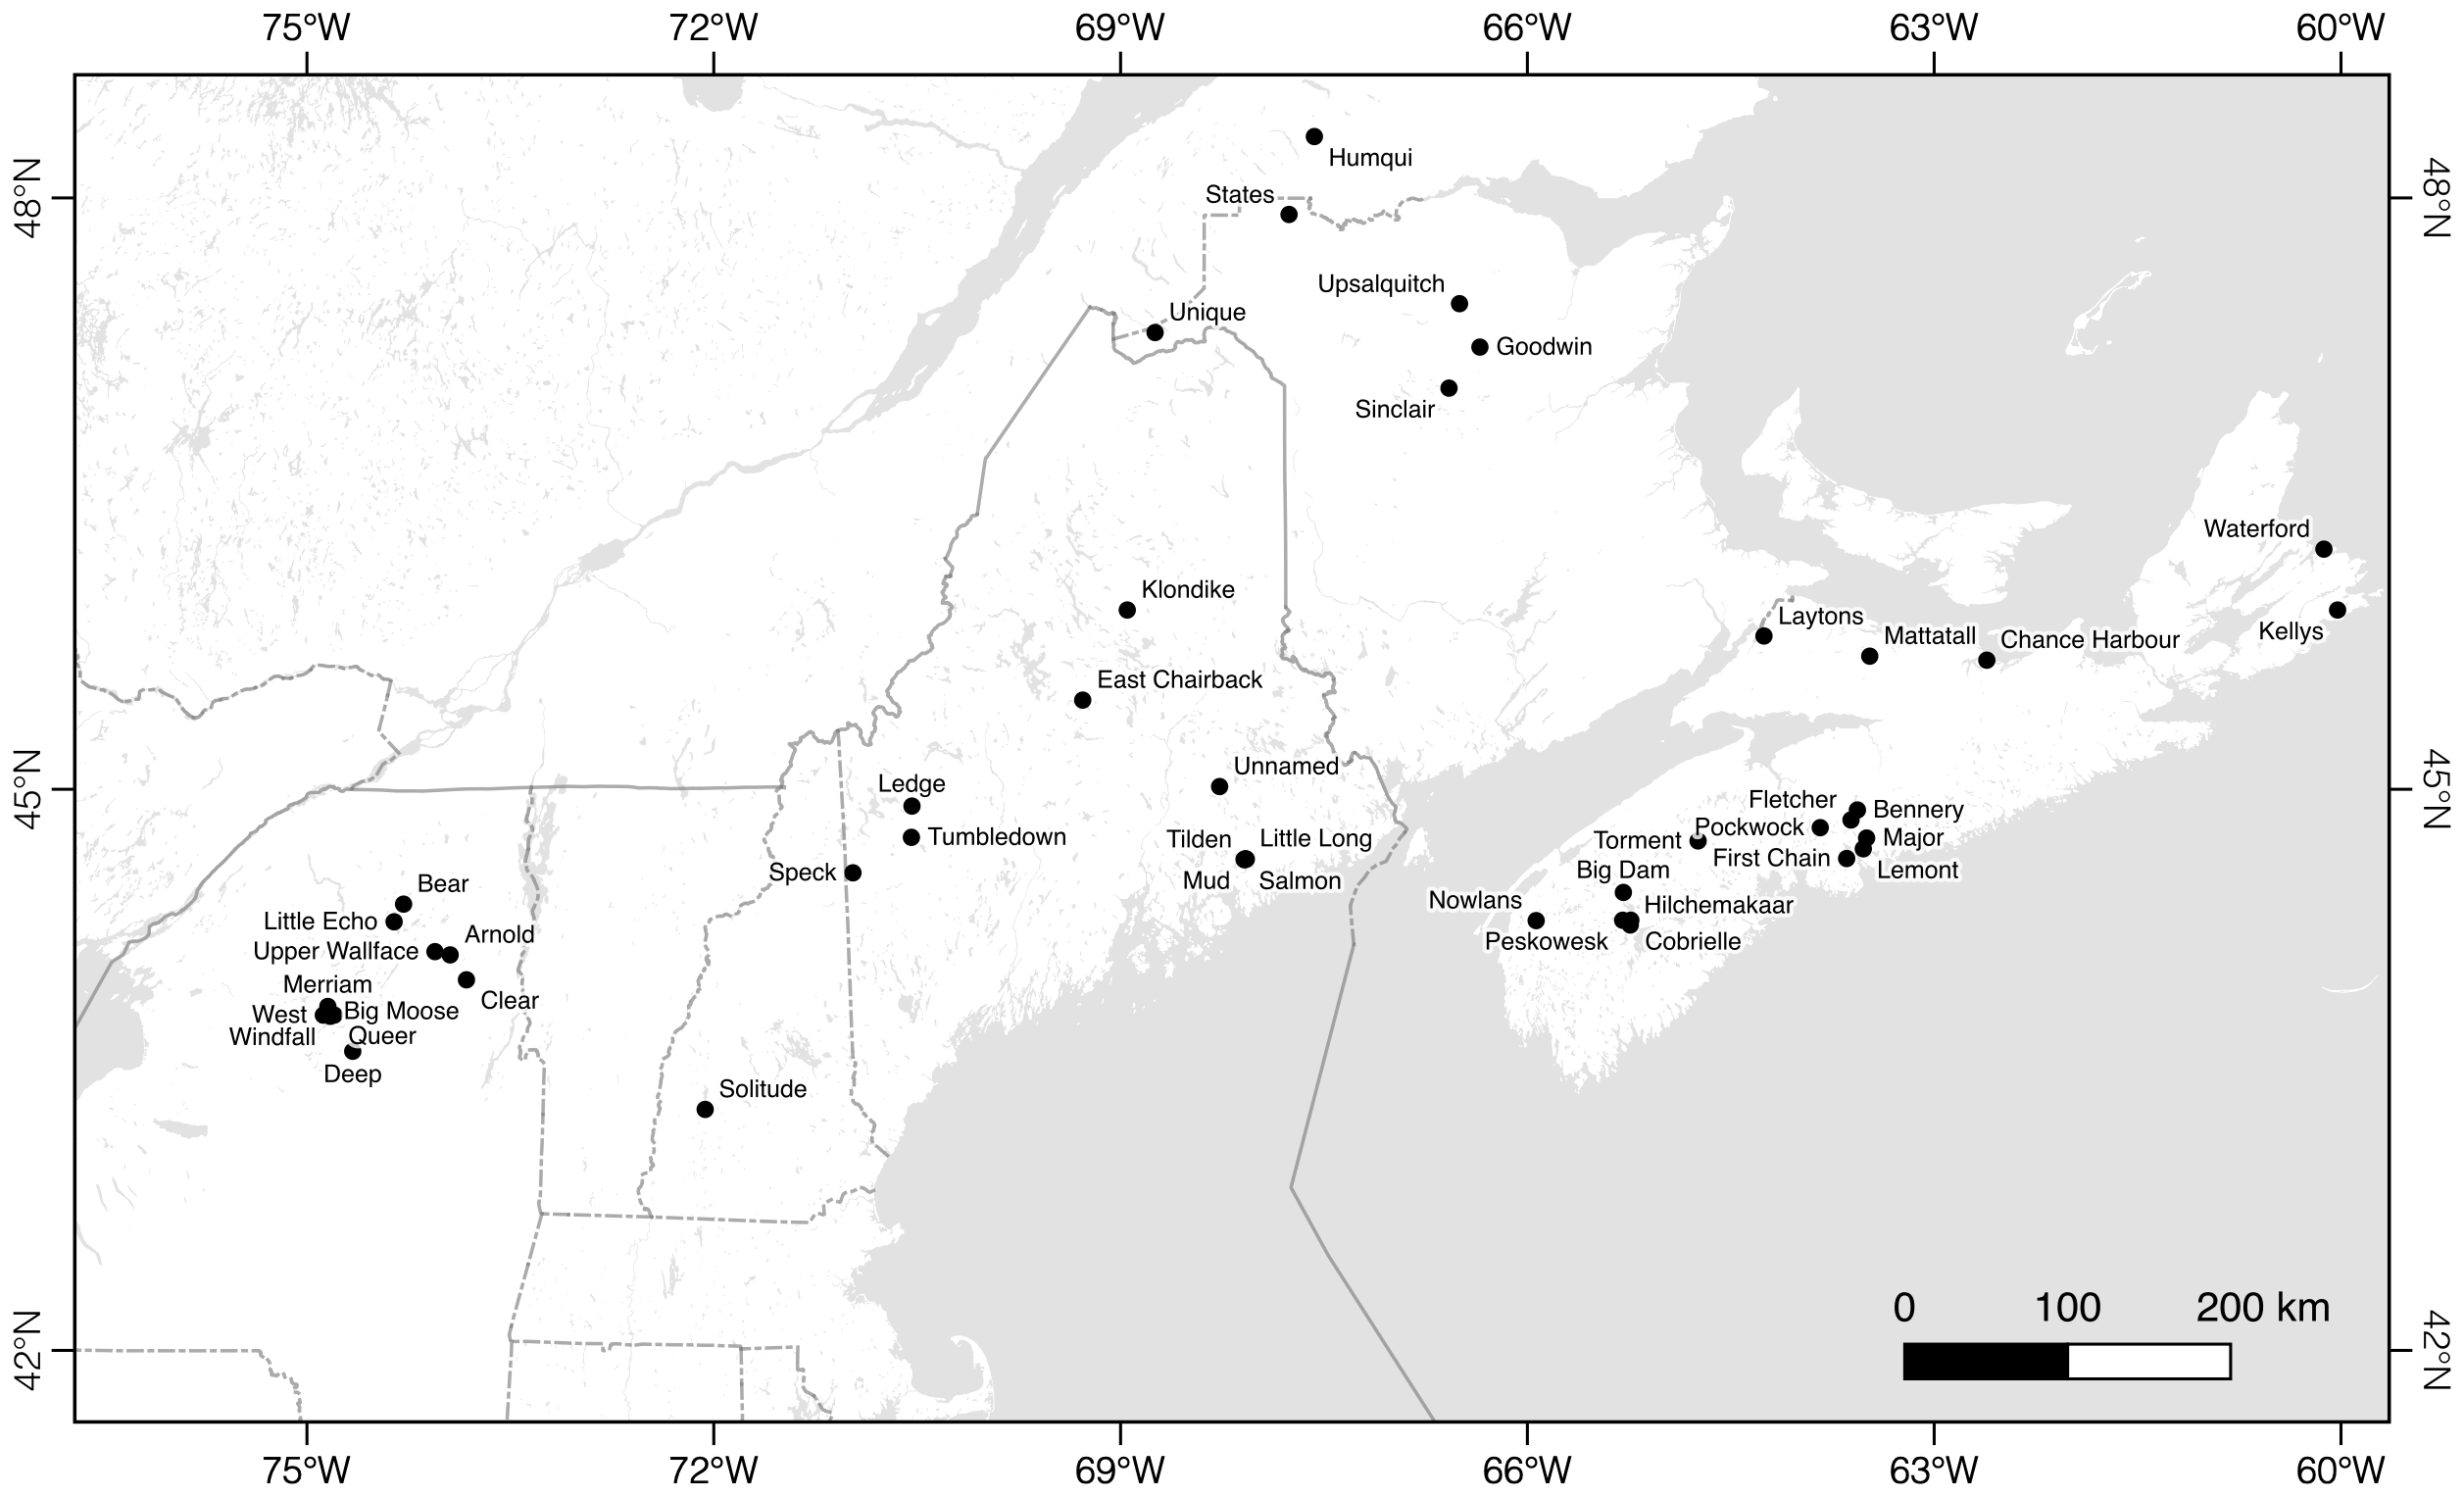 75°W 72°W 69°W 66°W 63°W 60°W
48°N 48°N
Humqui
States
Upsalquitch
Unique
Goodwin
Sinclair
Waterford
Klondike
Laytons
Kellys
Mattatall
Chance Harbour
East Chairback
45°N 45°N
Unnamed
Ledge
Fletcher
Bennery
Pockwock
Tumbledown
Tilden
Little Long
Torment
Major
First Chain
Speck
Big Dam
Lemont
Mud
Salmon
Bear
Nowlans
Hilchemakaar
Little Echo
Arnold
Peskowesk
Cobrielle
Upper Wallface
Merriam
Clear
West
Big Moose
Windfall
Queer
Deep
Solitude
0 100 200 km
42°N 42°N
75°W 72°W 69°W 66°W 63°W 60°W